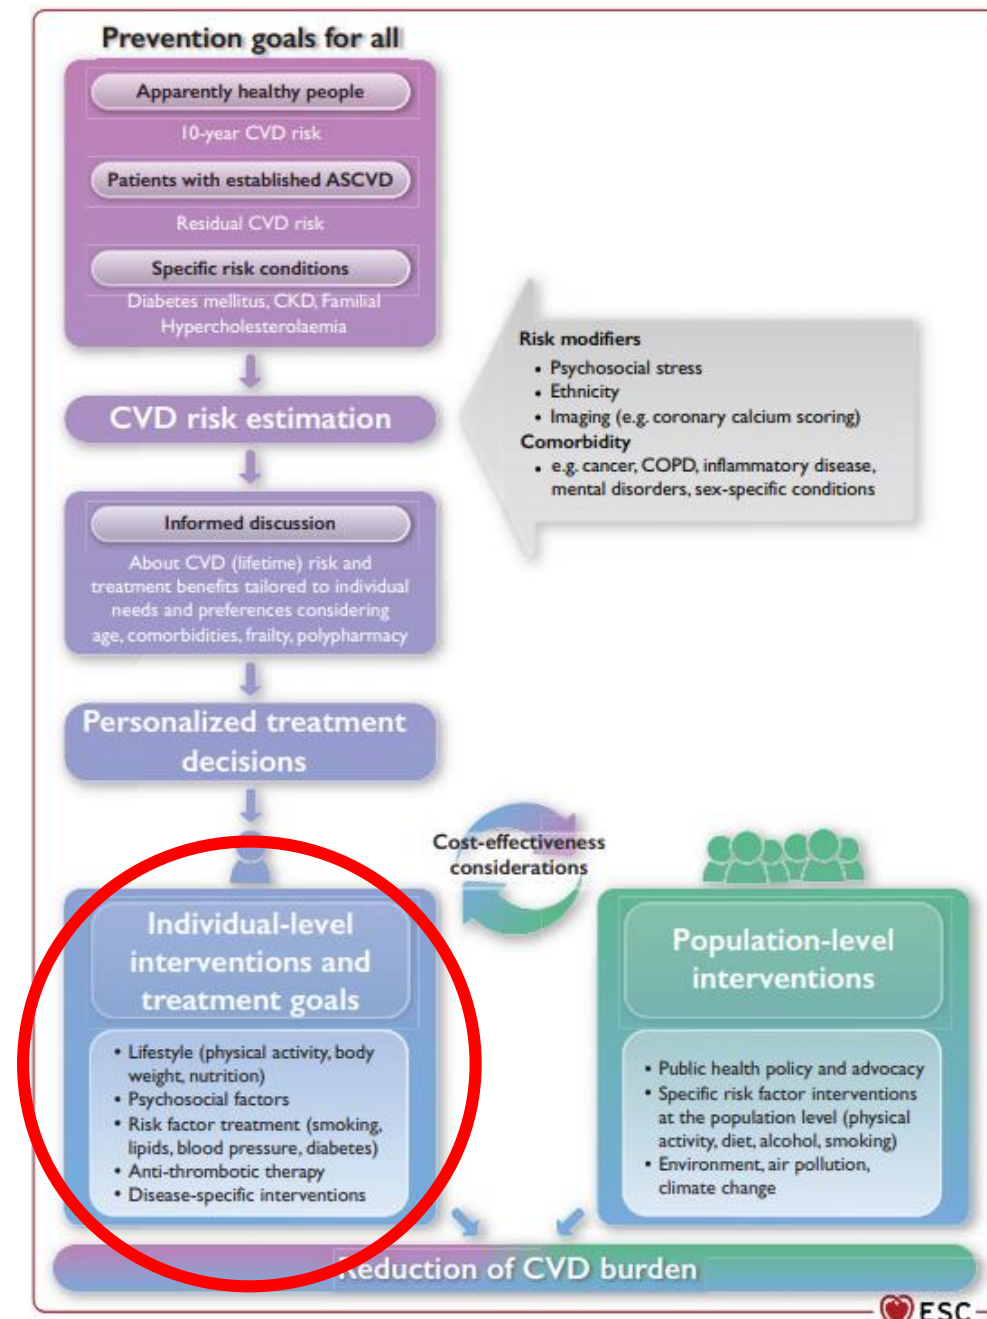 Prevention goals for all
Apparently healthy people
10-year CVD risk
Patients with established ASCVD
Residual CVD risk
Specific risk conditions
Diabetes mellitus, CKD, Familial
Hypercholesterolaemia
Risk modifiers
• Psychosocial stress
• Ethnicity
• Imaging (e.g. coronary calcium scoring)
Comorbidity
• e.g. cancer, COPD, inflammatory disease,
mental disorders, sex-specific conditions
CVD risk estimation
Informed discussion
About CVD (lifetime) risk and
treatment benefits tailored to individual
needs and preferences considering
age, comorbidities, frailty, polypharmacy
Personalized treatment
decisions
Cost-effectiveness
considerations
Individual-level
interventions and
treatment goals
• Lifestyle (physical activity, body
weight, nutrition)
• Psychosocial factors
• Risk factor treatment (smoking,
lipids, blood pressure, diabetes)
• Anti-thrombotic therapy
• Disease-specific interventions
Population-level
interventions
• Public health policy and advocacy
• Specific risk factor interventions
at the population level (physical
activity, diet, alcohol, smoking)
• Environment, air pollution,
climate change
Reduction of CVD burden
ESC